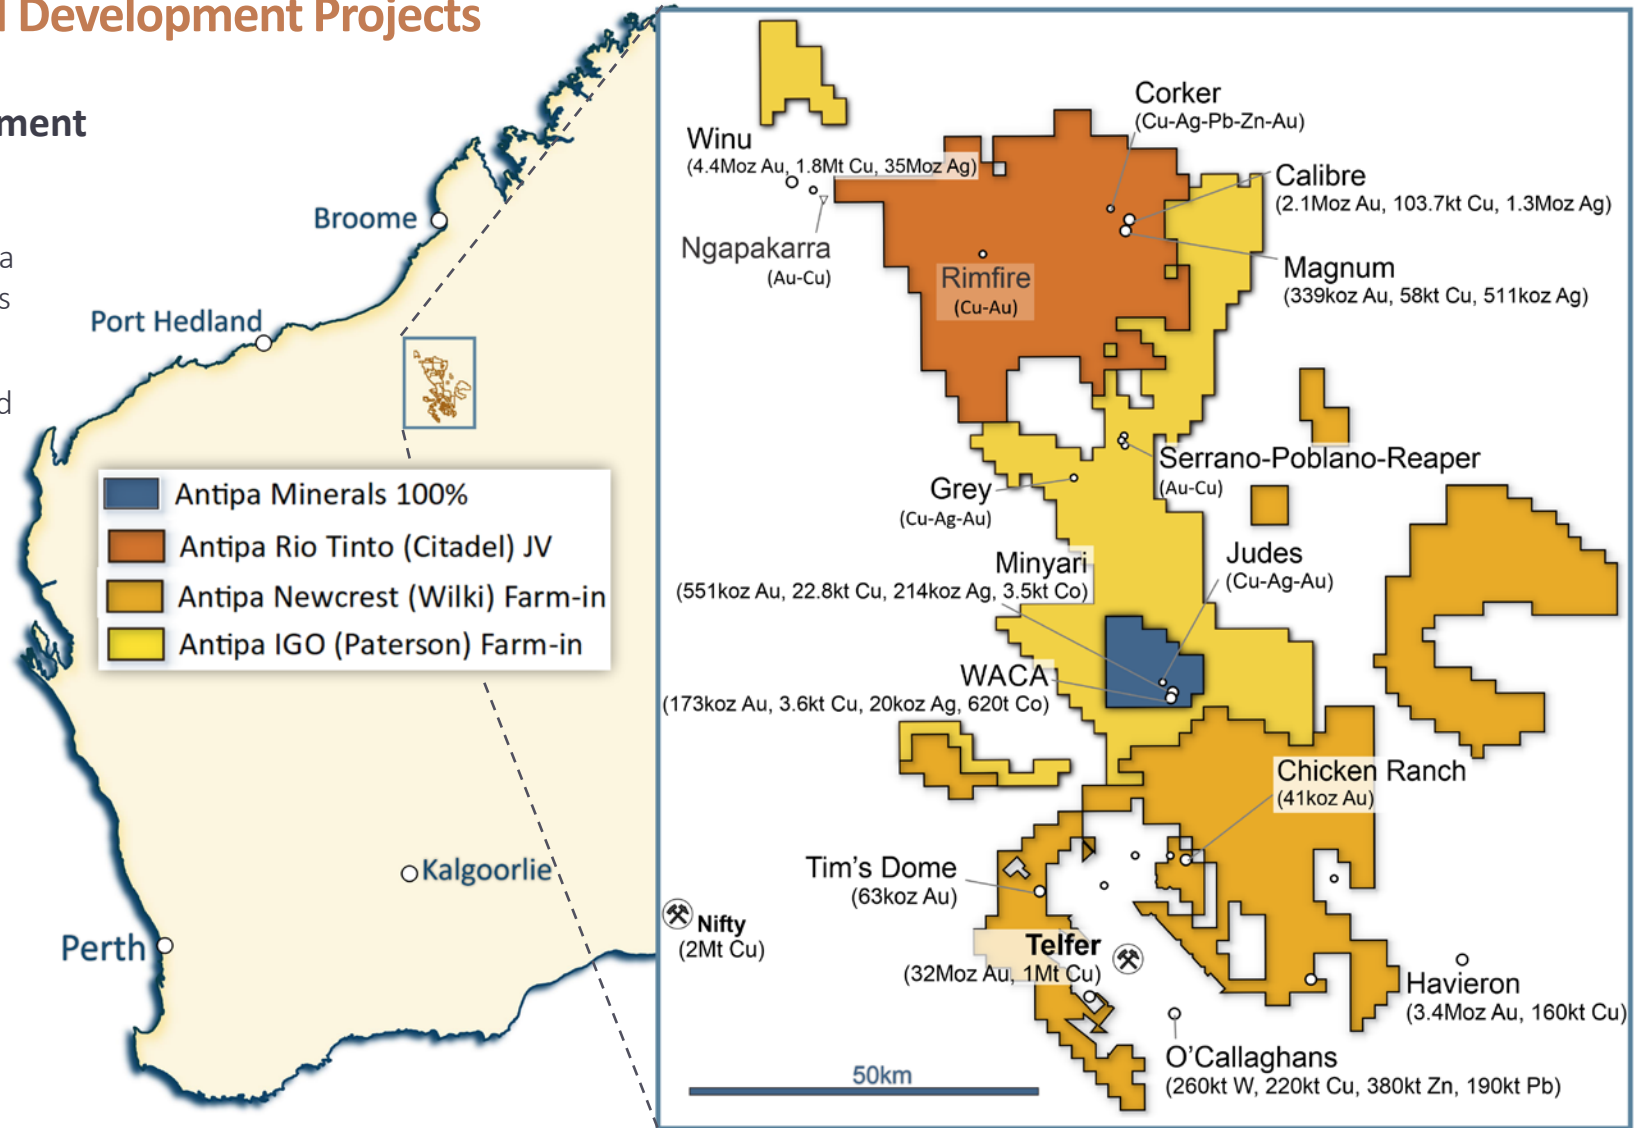 l Development Projects
ment
a
s
d
Broome
Port Hedland
Antipa Minerals 100%
Antipa Rio Tinto (Citadel) JV
Antipa Newcrest (Wilki) Farm-in
Antipa IGO (Paterson) Farm-in
Kalgoorlie
Perth
Corker
(Cu-Ag-Pb-Zn-Au)
Winu
(4.4Moz Au, 1.8Mt Cu, 35Moz Ag)
Calibre
(2.1Moz Au, 103.7kt Cu, 1.3Moz Ag)
Ngapakarra
(Au-Cu)
Rimfire
(Cu-Au)
Magnum
(339koz Au, 58kt Cu, 511koz Ag)
Serrano-Poblano-Reaper
(Au-Cu)
Grey
(Cu-Ag-Au)
Judes
(Cu-Ag-Au)
Minyari
(551koz Au, 22.8kt Cu, 214koz Ag, 3.5kt Co)
WACA
(173koz Au, 3.6kt Cu, 20koz Ag, 620t Co)
Chicken Ranch
(41koz Au)
Tim's Dome
(63koz Au)
Nifty
(2Mt Cu)
Telfer
(32Moz Au, 1Mt Cu)
Havieron
(3.4Moz Au, 160kt Cu)
O'Callaghans
(260kt W, 220kt Cu, 380kt Zn, 190kt Pb)
50km